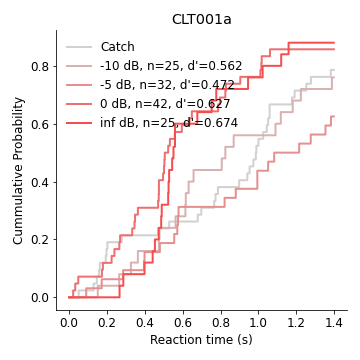 CLT001a
Catch
-10 dB, n=25, d'=0.562
-5 dB, n=32, d'=0.472
0 dB, n=42, d'=0.627
inf dB, n=25, d'=0.674
Cummulative Probability
0.8
0.6
0.4
0.2
0.0
0.0 0.2 0.4 0.6 0.8 1.0 1.2 1.4
Reaction time (s)